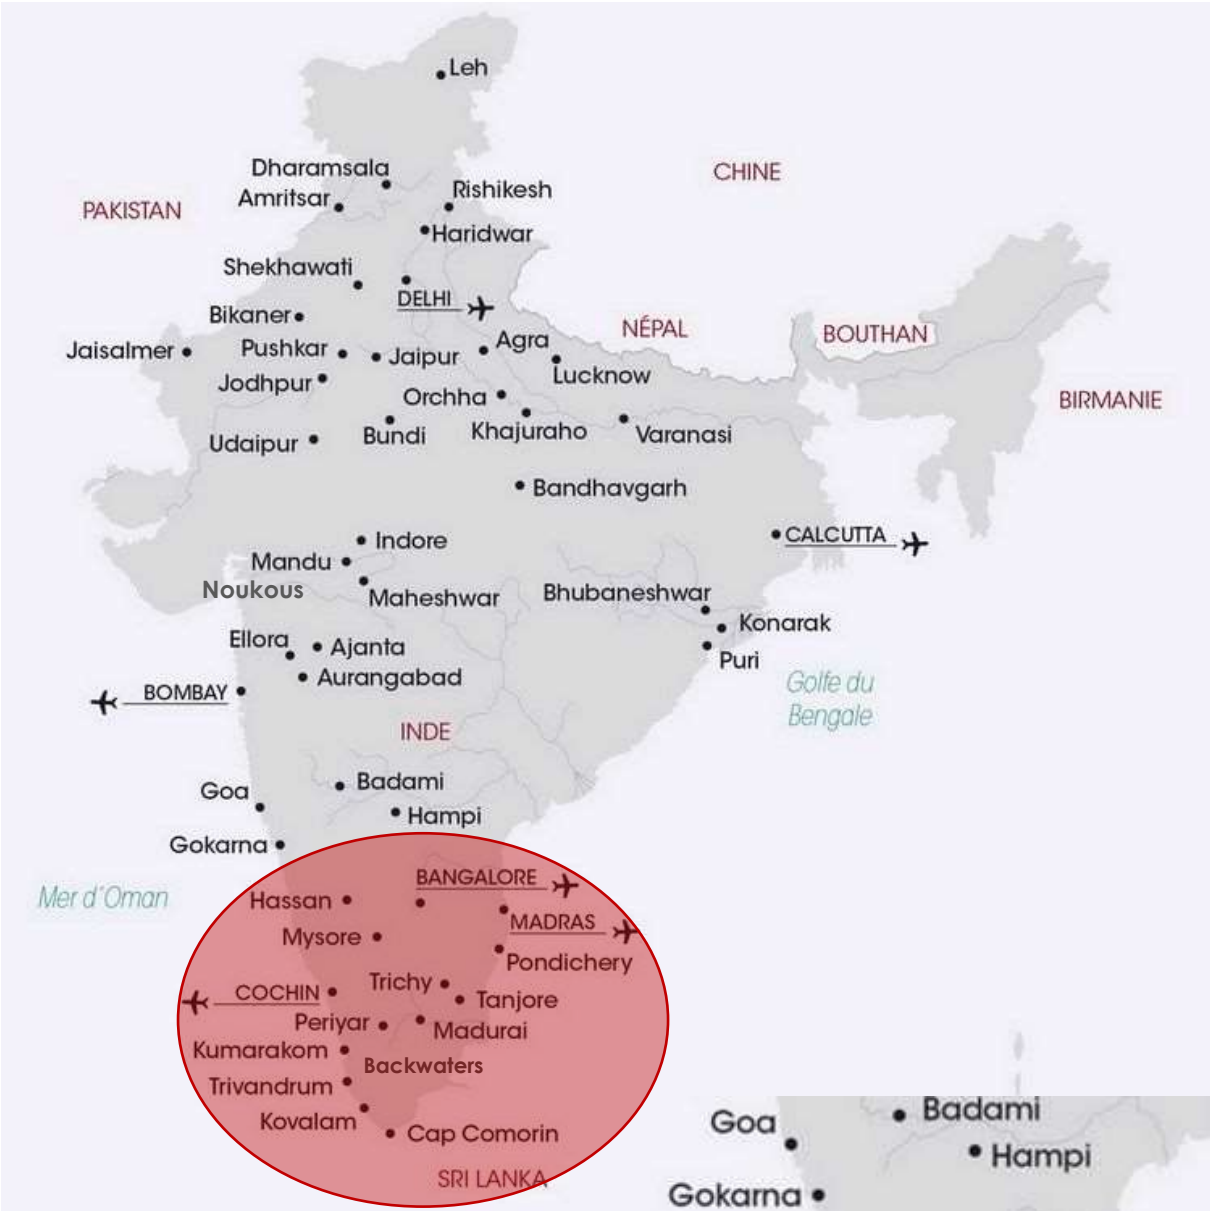 Leh
Dharamsala
CHINE
Rishikesh
Amritsar
PAKISTAN
Haridwar
Shekhawati
DELHI
Bikaner
NÉPAL
BOUTHAN
Agra
Jaisalmer
Pushkar
Jaipur
Lucknow
Jodhpur
Orchha
BIRMANIE
Khajuraho
Bundi
Varanasi
Udaipur
Bandhavgarh
CALCUTTA
Indore
Mandu
Noukous
Maheshwar
Bhubaneshwar
Konarak
Ellora
Ajanta
Puri
Aurangabad
Golfe du
Bengale
BOMBAY
INDE
Badami
Goa
Hampi
Gokarna
BANGALORE
Mer d'Oman
Hassan
MADRAS
Mysore
Pondichery
Trichy
COCHIN
Tanjore
Periyar
Madurai
Kumarakom
Backwaters
Trivandrum
Kovalam
Cap Comorin
SRI LANKA
Badami
Goa
Hampi
Gokarna